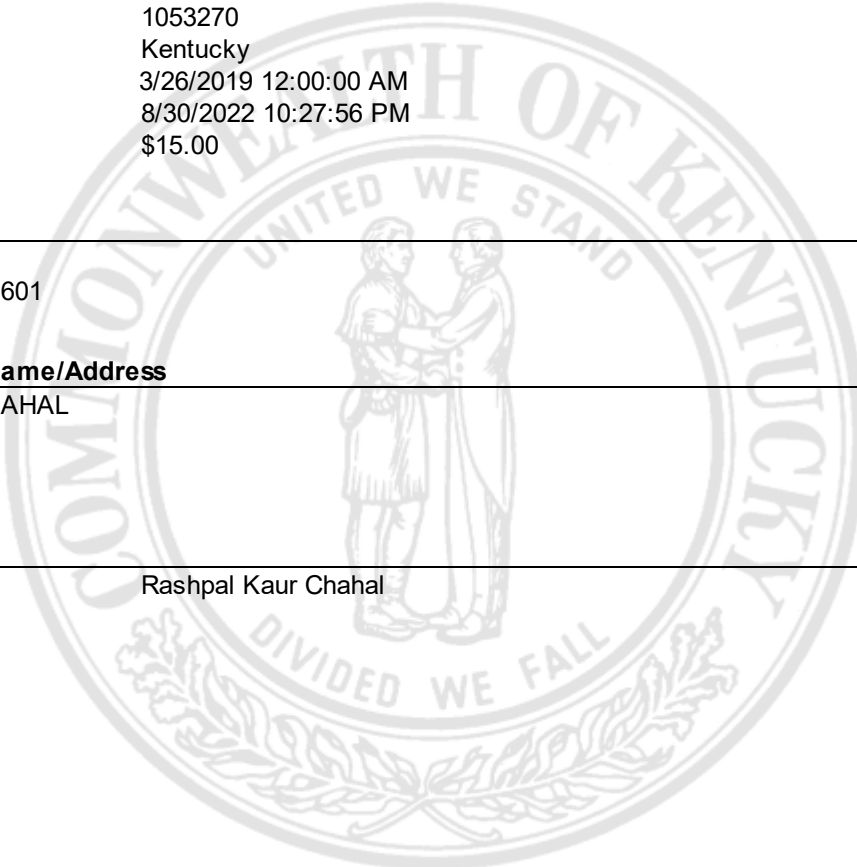 1053270
Kentucky
3/26/2019 12:00:00 AM
8/30/2022 10:27:56 PM
$15.00
601
ame/Address
AHAL
Rashpal Kaur Chahal
COMMONWEALTH OF KENTUCKY
UNITED WE STAND
DIVIDED WE FALL